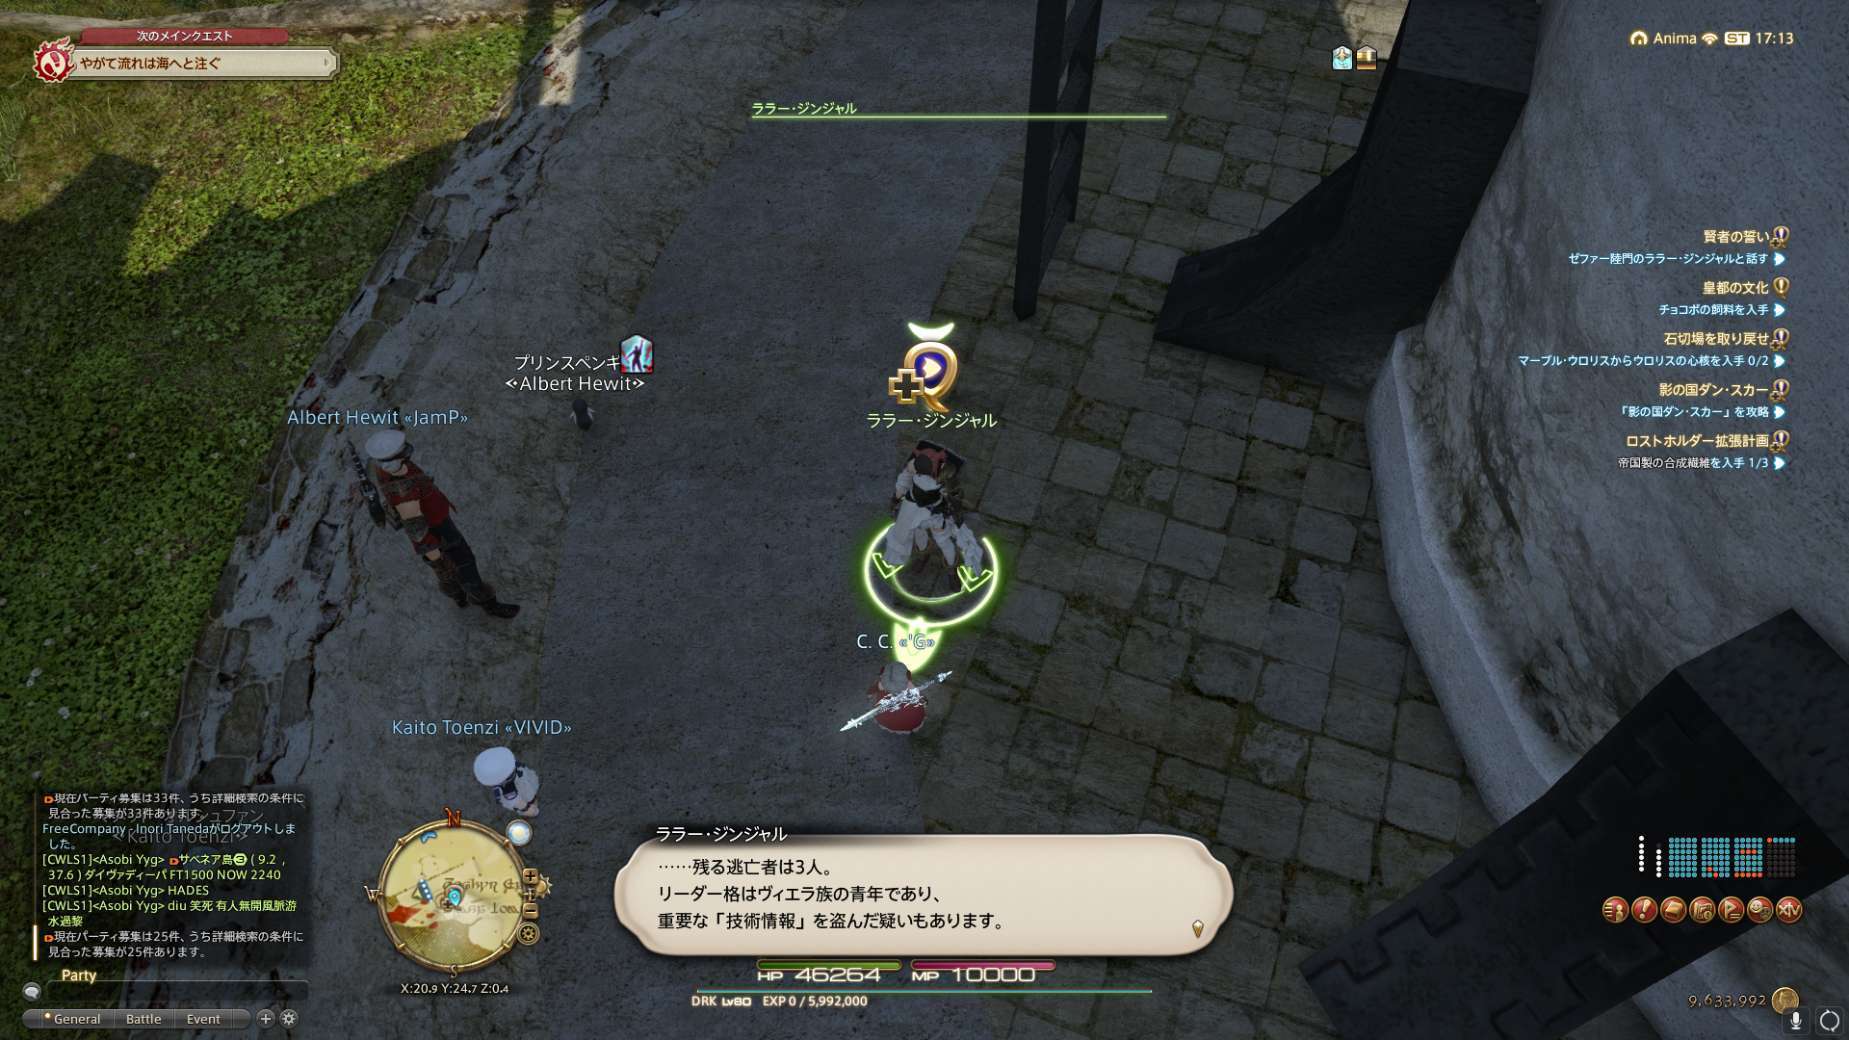 次のメインクエスト
やがて流れは海へと注ぐ
Anima ST 17:13
ララー・ジンジャル
賢者の誓い
ゼファー陸門のララー・ジンジャルと話す
皇都の文化
チョコボの飼料を入手
石切場を取り戻せ
マーブル・ウロリスからウロリスの心核を入手 0/2
影の国ダン・スカー
「影の国ダン・スカー」を攻略
ロストホルダー拡張計画
帝国製の合成繊維を入手 1/3
プリンスペンギ
Albert Hewit
Albert Hewit «JamP»
ララー・ジンジャル
C. C. «'G»
Kaito Toenzi «VIVID»
Kaito Toenzi
現在パーティ募集は33件、うち詳細検索の条件に
見合った募集が33件あります。
FreeCompany - Inori Tanedaがログアウトしま
した。
[CWLS1]<Asobi Yyg> サベネア島 ( 9.2 ,
37.6 ) ダイヴァディーパ FT1500 NOW 2240
[CWLS1]<Asobi Yyg> HADES
[CWLS1]<Asobi Yyg> diu 笑死 有人無開風脈游
水過黎
現在パーティ募集は25件、うち詳細検索の条件に
見合った募集が25件あります。
Party
General Battle Event
N
W
S
X:20.9 Y:24.7 Z:0.4
ララー・ジンジャル
……残る逃亡者は3人。
リーダー格はヴィエラ族の青年であり、
重要な「技術情報」を盗んだ疑いもあります。
HP 46264 MP 10000
DRK Lv80 EXP 0 / 5,992,000
XIV
9,633,992